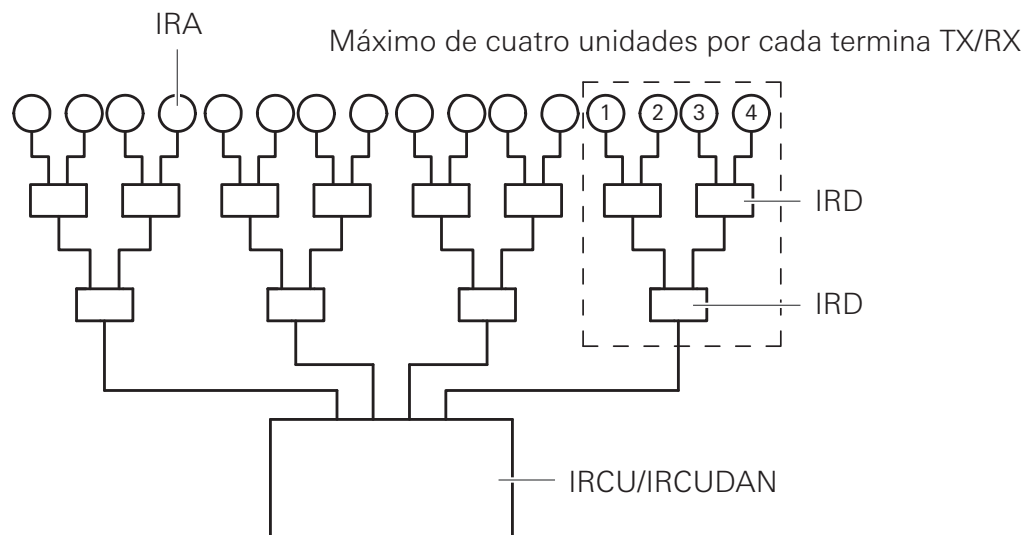 IRA
Máximo de cuatro unidades por cada termina TX/RX
1 2 3 4
IRD
IRD
IRCU/IRCUDAN